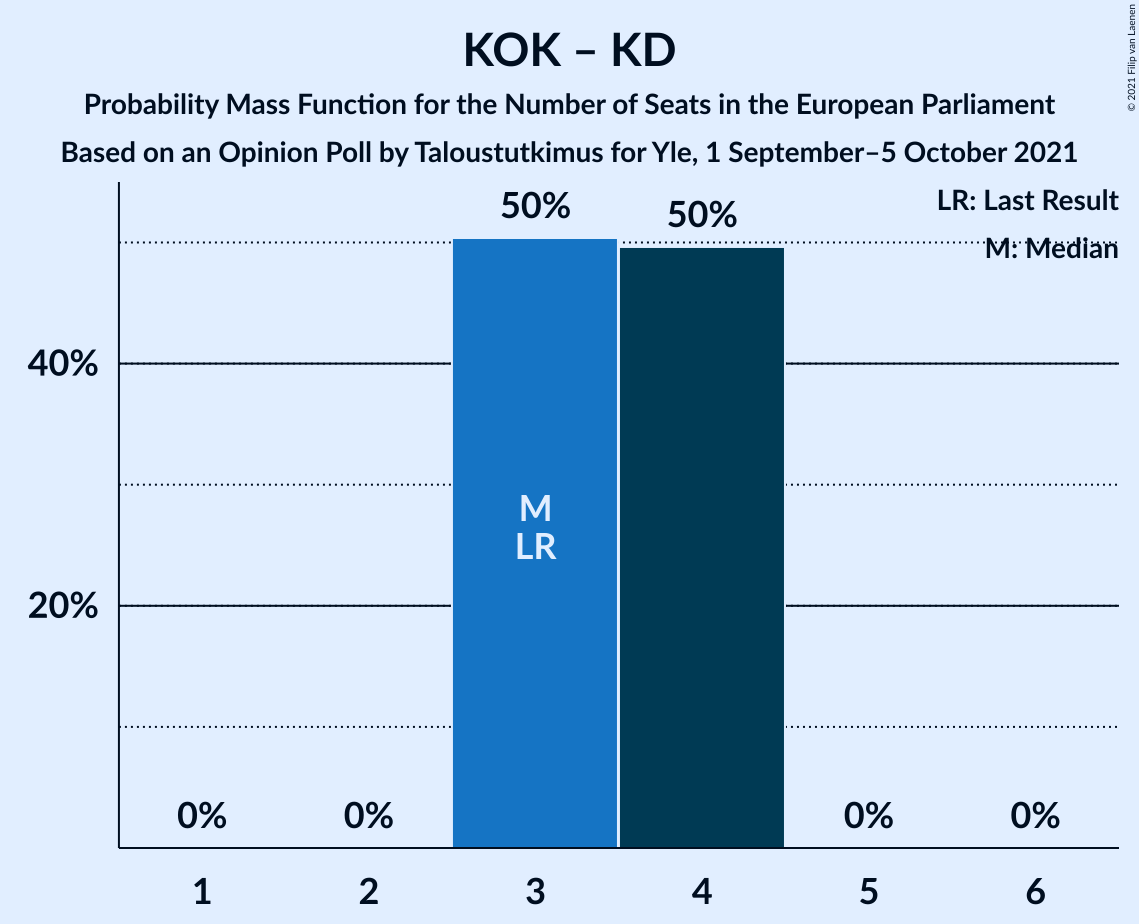 KOK – KD
Probability Mass Function for the Number of Seats in the European Parliament
Based on an Opinion Poll by Taloustutkimus for Yle, 1 September–5 October 2021
© 2021 Filip van Laenen
LR: Last Result
M: Median
50%
50%
40%
20%
M
LR
0%
0%
0%
0%
1
2
3
4
5
6